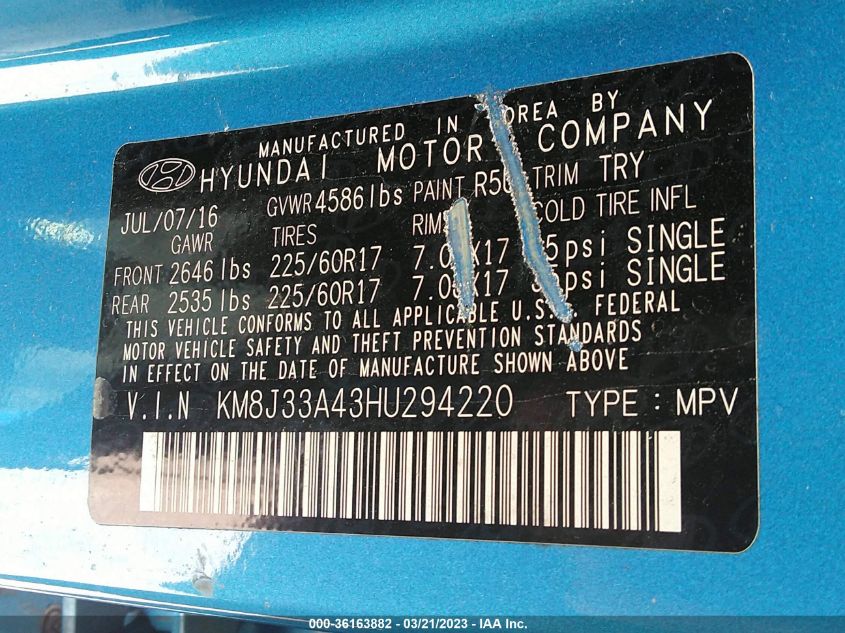 MANUFACTURED IN KOREA BY
HYUNDAI MOTOR COMPANY
JUL/07/16 GVWR 4586 lbs PAINT TRIM TRY
GAWR TIRES RIMS COLD TIRE INFL
FRONT 2646 lbs 225/60R17 SINGLE
REAR 2535 lbs 225/60R17 SINGLE
THIS VEHICLE CONFORMS TO ALL APPLICABLE U.S. FEDERAL
MOTOR VEHICLE SAFETY AND THEFT PREVENTION STANDARDS
IN EFFECT ON THE DATE OF MANUFACTURE SHOWN ABOVE
V.I.N KM8J33A43HU294220 TYPE : MPV
000-36163882 - 03/21/2023 - IAA Inc.